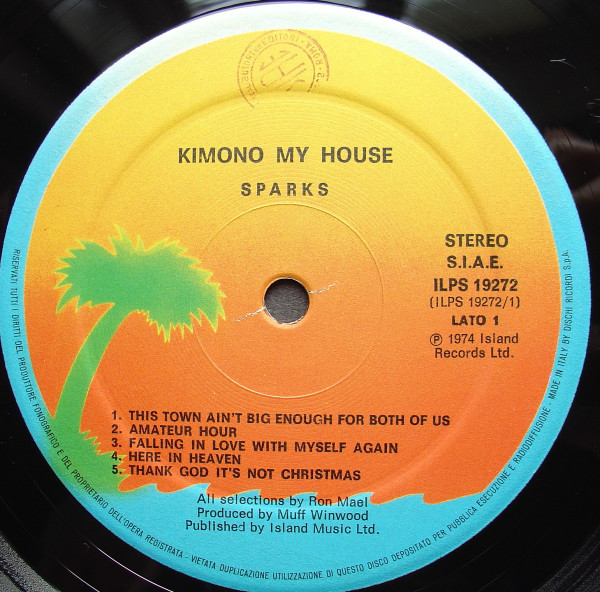 KIMONO MY HOUSE
SPARKS
STEREO
S.I.A.E.
ILPS 19272
(ILPS 19272/1)
LATO 1
℗ 1974 Island
Records Ltd.
1. THIS TOWN AIN'T BIG ENOUGH FOR BOTH OF US
2. AMATEUR HOUR
3. FALLING IN LOVE WITH MYSELF AGAIN
4. HERE IN HEAVEN
5. THANK GOD IT'S NOT CHRISTMAS
All selections by Ron Mael
Produced by Muff Winwood
Published by Island Music Ltd.
RISERVATI TUTTI I DIRITTI DEL PRODUTTORE FONOGRAFICO E DEL PROPRIETARIO DELL'OPERA REGISTRATA - VIETATA DUPLICAZIONE UTILIZZAZIONE DI QUESTO DISCO DEPOSITATO PER PUBBLICA ESECUZIONE E RADIODIFFUSIONE - MADE IN ITALY BY DISCHI RICORDI S.p.A.